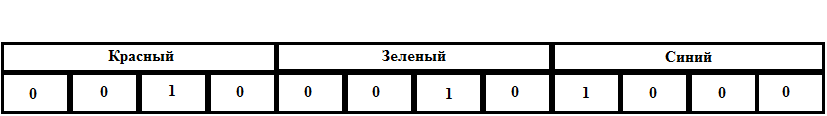 Красный Зеленый Синий
0 0 1 0 0 0 1 0 1 0 0 0